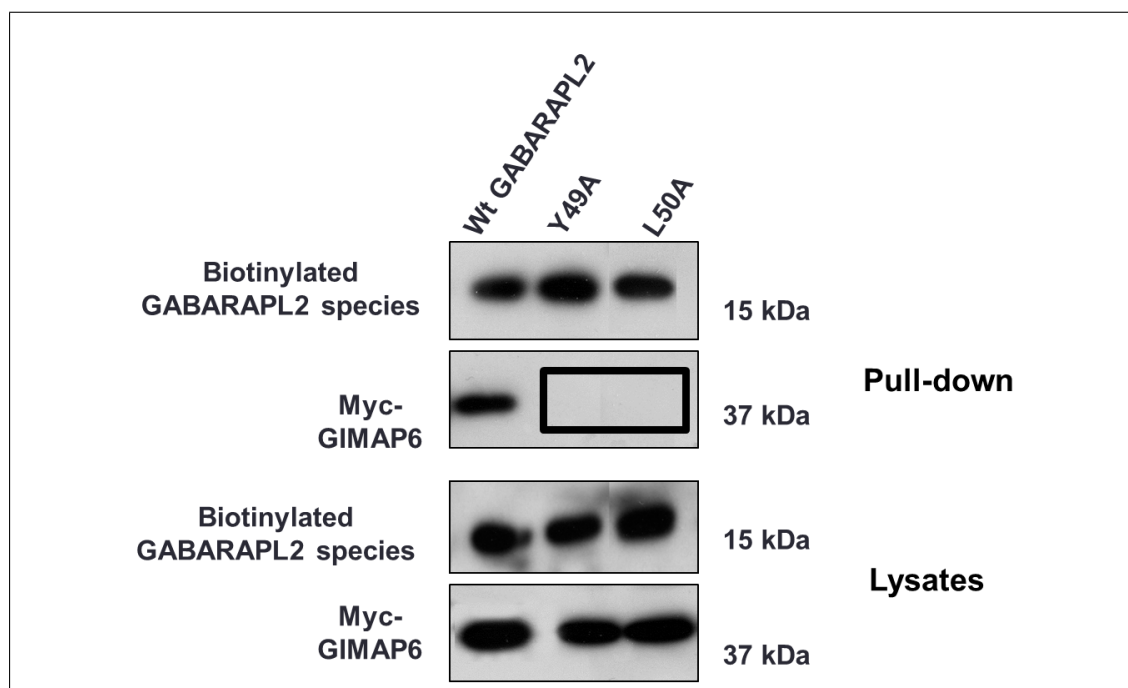 Wt GABARAPL2
Y49A
L50A
Biotinylated
GABARAPL2 species
15 kDa
Myc-
GIMAP6
37 kDa
Pull-down
Biotinylated
GABARAPL2 species
15 kDa
Lysates
Myc-
GIMAP6
37 kDa